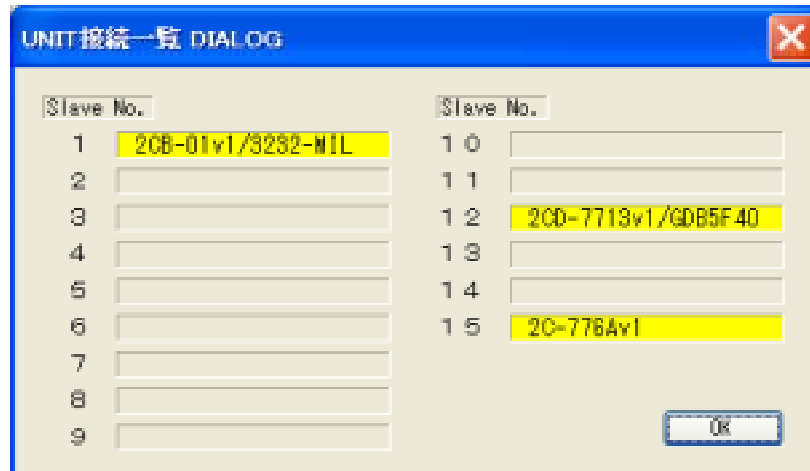 UNIT接続一覧 DIALOG
Slave No.
1 2CB-01v1/3232-MIL
2
3
4
5
6
7
8
9
Slave No.
10
11
12 2CD-7713v1/GDB5F40
13
14
15 2C-776Av1
OK